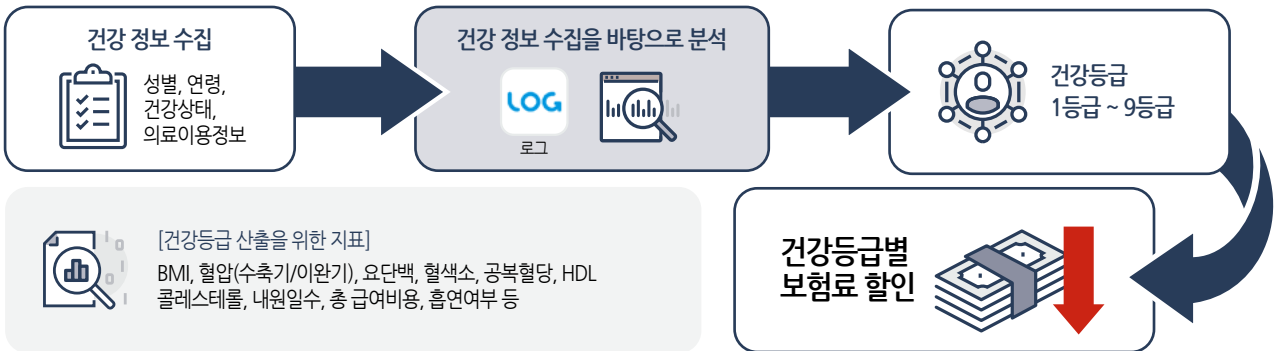 건강 정보 수집
성별, 연령,
건강상태,
의료이용정보
건강 정보 수집을 바탕으로 분석
LOG
로그
건강등급
1등급 ~ 9등급
[건강등급 산출을 위한 지표]
BMI, 혈압(수축기/이완기), 요단백, 혈색소, 공복혈당, HDL
콜레스테롤, 내원일수, 총 급여비용, 흡연여부 등
건강등급별
보험료 할인